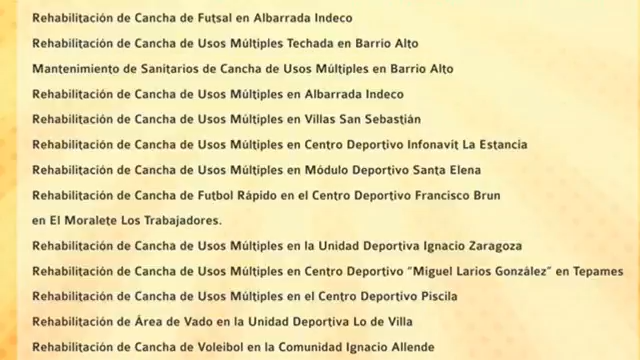 Rehabilitación de Cancha de Futsal en Albarrada Indeco
Rehabilitación de Cancha de Usos Múltiples Techada en Barrio Alto
Mantenimiento de Sanitarios de Cancha de Usos Múltiples en Barrio Alto
Rehabilitación de Cancha de Usos Múltiples en Albarrada Indeco
Rehabilitación de Cancha de Usos Múltiples en Villas San Sebastián
Rehabilitación de Cancha de Usos Múltiples en Centro Deportivo Infonavit La Estancia
Rehabilitación de Cancha de Usos Múltiples en Módulo Deportivo Santa Elena
Rehabilitación de Cancha de Futbol Rápido en el Centro Deportivo Francisco Brun
en El Moralete Los Trabajadores.
Rehabilitación de Cancha de Usos Múltiples en la Unidad Deportiva Ignacio Zaragoza
Rehabilitación de Cancha de Usos Múltiples en Centro Deportivo “Miguel Larios González” en Tepames
Rehabilitación de Cancha de Usos Múltiples en el Centro Deportivo Piscila
Rehabilitación de Área de Vado en la Unidad Deportiva Lo de Villa
Rehabilitación de Cancha de Voleibol en la Comunidad Ignacio Allende